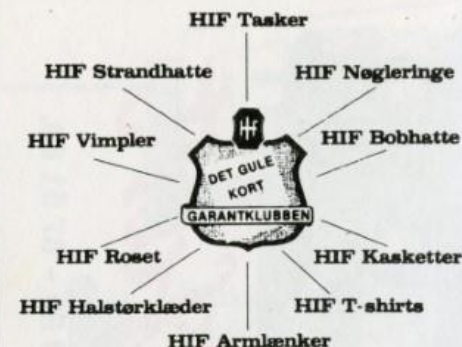 HIF Tasker
HIF Strandhatte
HIF Nøgleringe
HIF Vimpler
HIF Bobhatte
HIF
DET GULE
KORT
GARANTKLUBBEN
HIF Roset
HIF Kasketter
HIF Halstørklæder
HIF T-shirts
HIF Armlænker